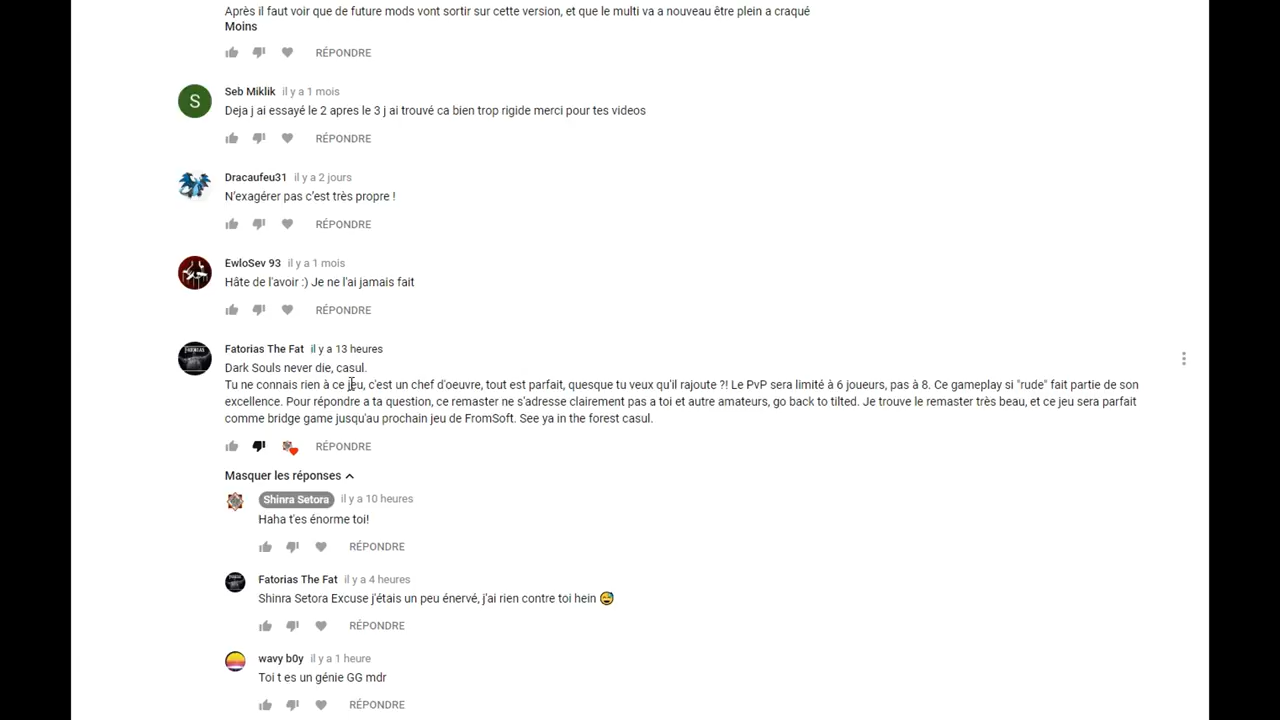 Après il faut voir que de future mods vont sortir sur cette version, et que le multi va a nouveau être plein a craqué
Moins
RÉPONDRE
S
Seb Miklik il y a 1 mois
Deja j ai essayé le 2 apres le 3 j ai trouvé ca bien trop rigide merci pour tes videos
RÉPONDRE
Dracaufeu31 il y a 2 jours
N'exagérer pas c'est très propre !
RÉPONDRE
EwloSev 93 il y a 1 mois
Hâte de l'avoir :) Je ne l'ai jamais fait
RÉPONDRE
Fatorias The Fat il y a 13 heures
Dark Souls never die, casul.
Tu ne connais rien à ce jeu, c'est un chef d'oeuvre, tout est parfait, quesque tu veux qu'il rajoute ?! Le PvP sera limité à 6 joueurs, pas à 8. Ce gameplay si "rude" fait partie de son
excellence. Pour répondre a ta question, ce remaster ne s'adresse clairement pas a toi et autre amateurs, go back to tilted. Je trouve le remaster très beau, et ce jeu sera parfait
comme bridge game jusqu'au prochain jeu de FromSoft. See ya in the forest casul.
RÉPONDRE
Masquer les réponses
Shinra Setora il y a 10 heures
Haha t'es énorme toi!
RÉPONDRE
Fatorias The Fat il y a 4 heures
Shinra Setora Excuse j'étais un peu énervé, j'ai rien contre toi hein 😅
RÉPONDRE
wavy b0y il y a 1 heure
Toi t es un génie GG mdr
RÉPONDRE